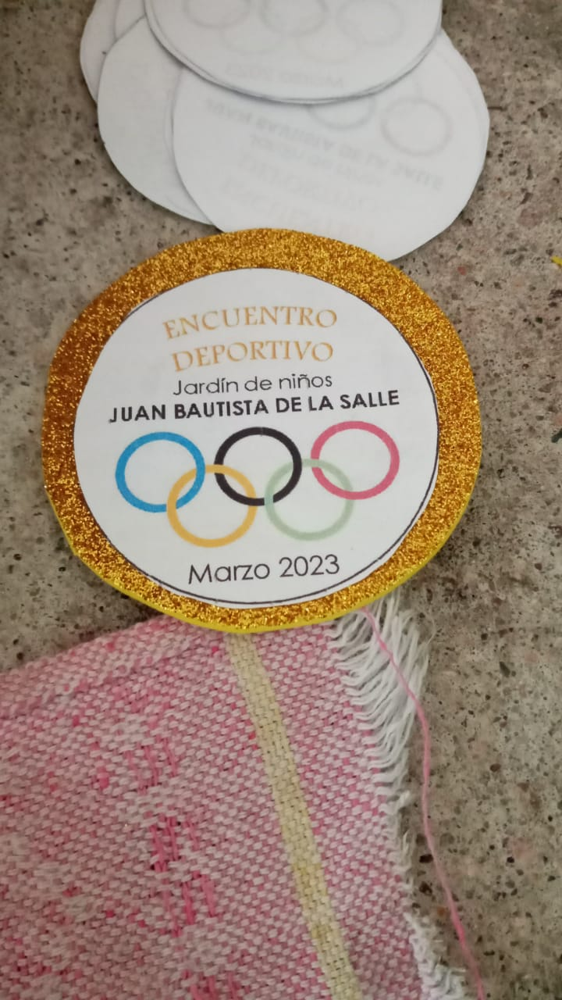 ENCUENTRO
DEPORTIVO
Jardín de niños
JUAN BAUTISTA DE LA SALLE
Marzo 2023